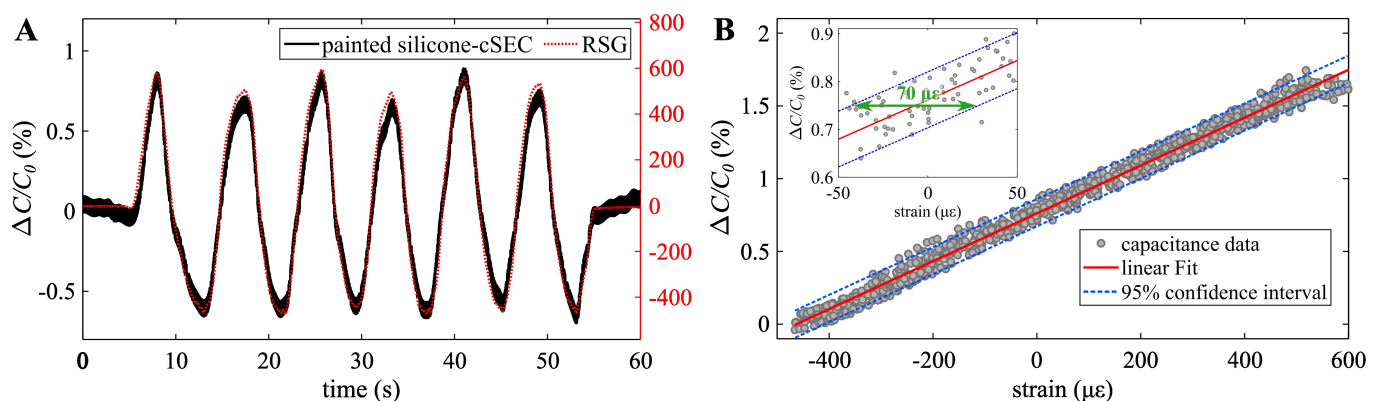 A
painted silicone-cSEC
RSG
ΔC/C0 (%)
1
0.5
0
-0.5
800
600
400
200
0
-200
-400
0
10
20
30
40
50
60
time (s)
B
ΔC/C0 (%)
2
1.5
1.0
0.5
0
-400
-200
0
200
400
600
strain (με)
ΔC/C0 (%)
0.9
0.8
0.7
0.6
70 με
-50
0
50
strain (με)
capacitance data
linear Fit
95% confidence interval